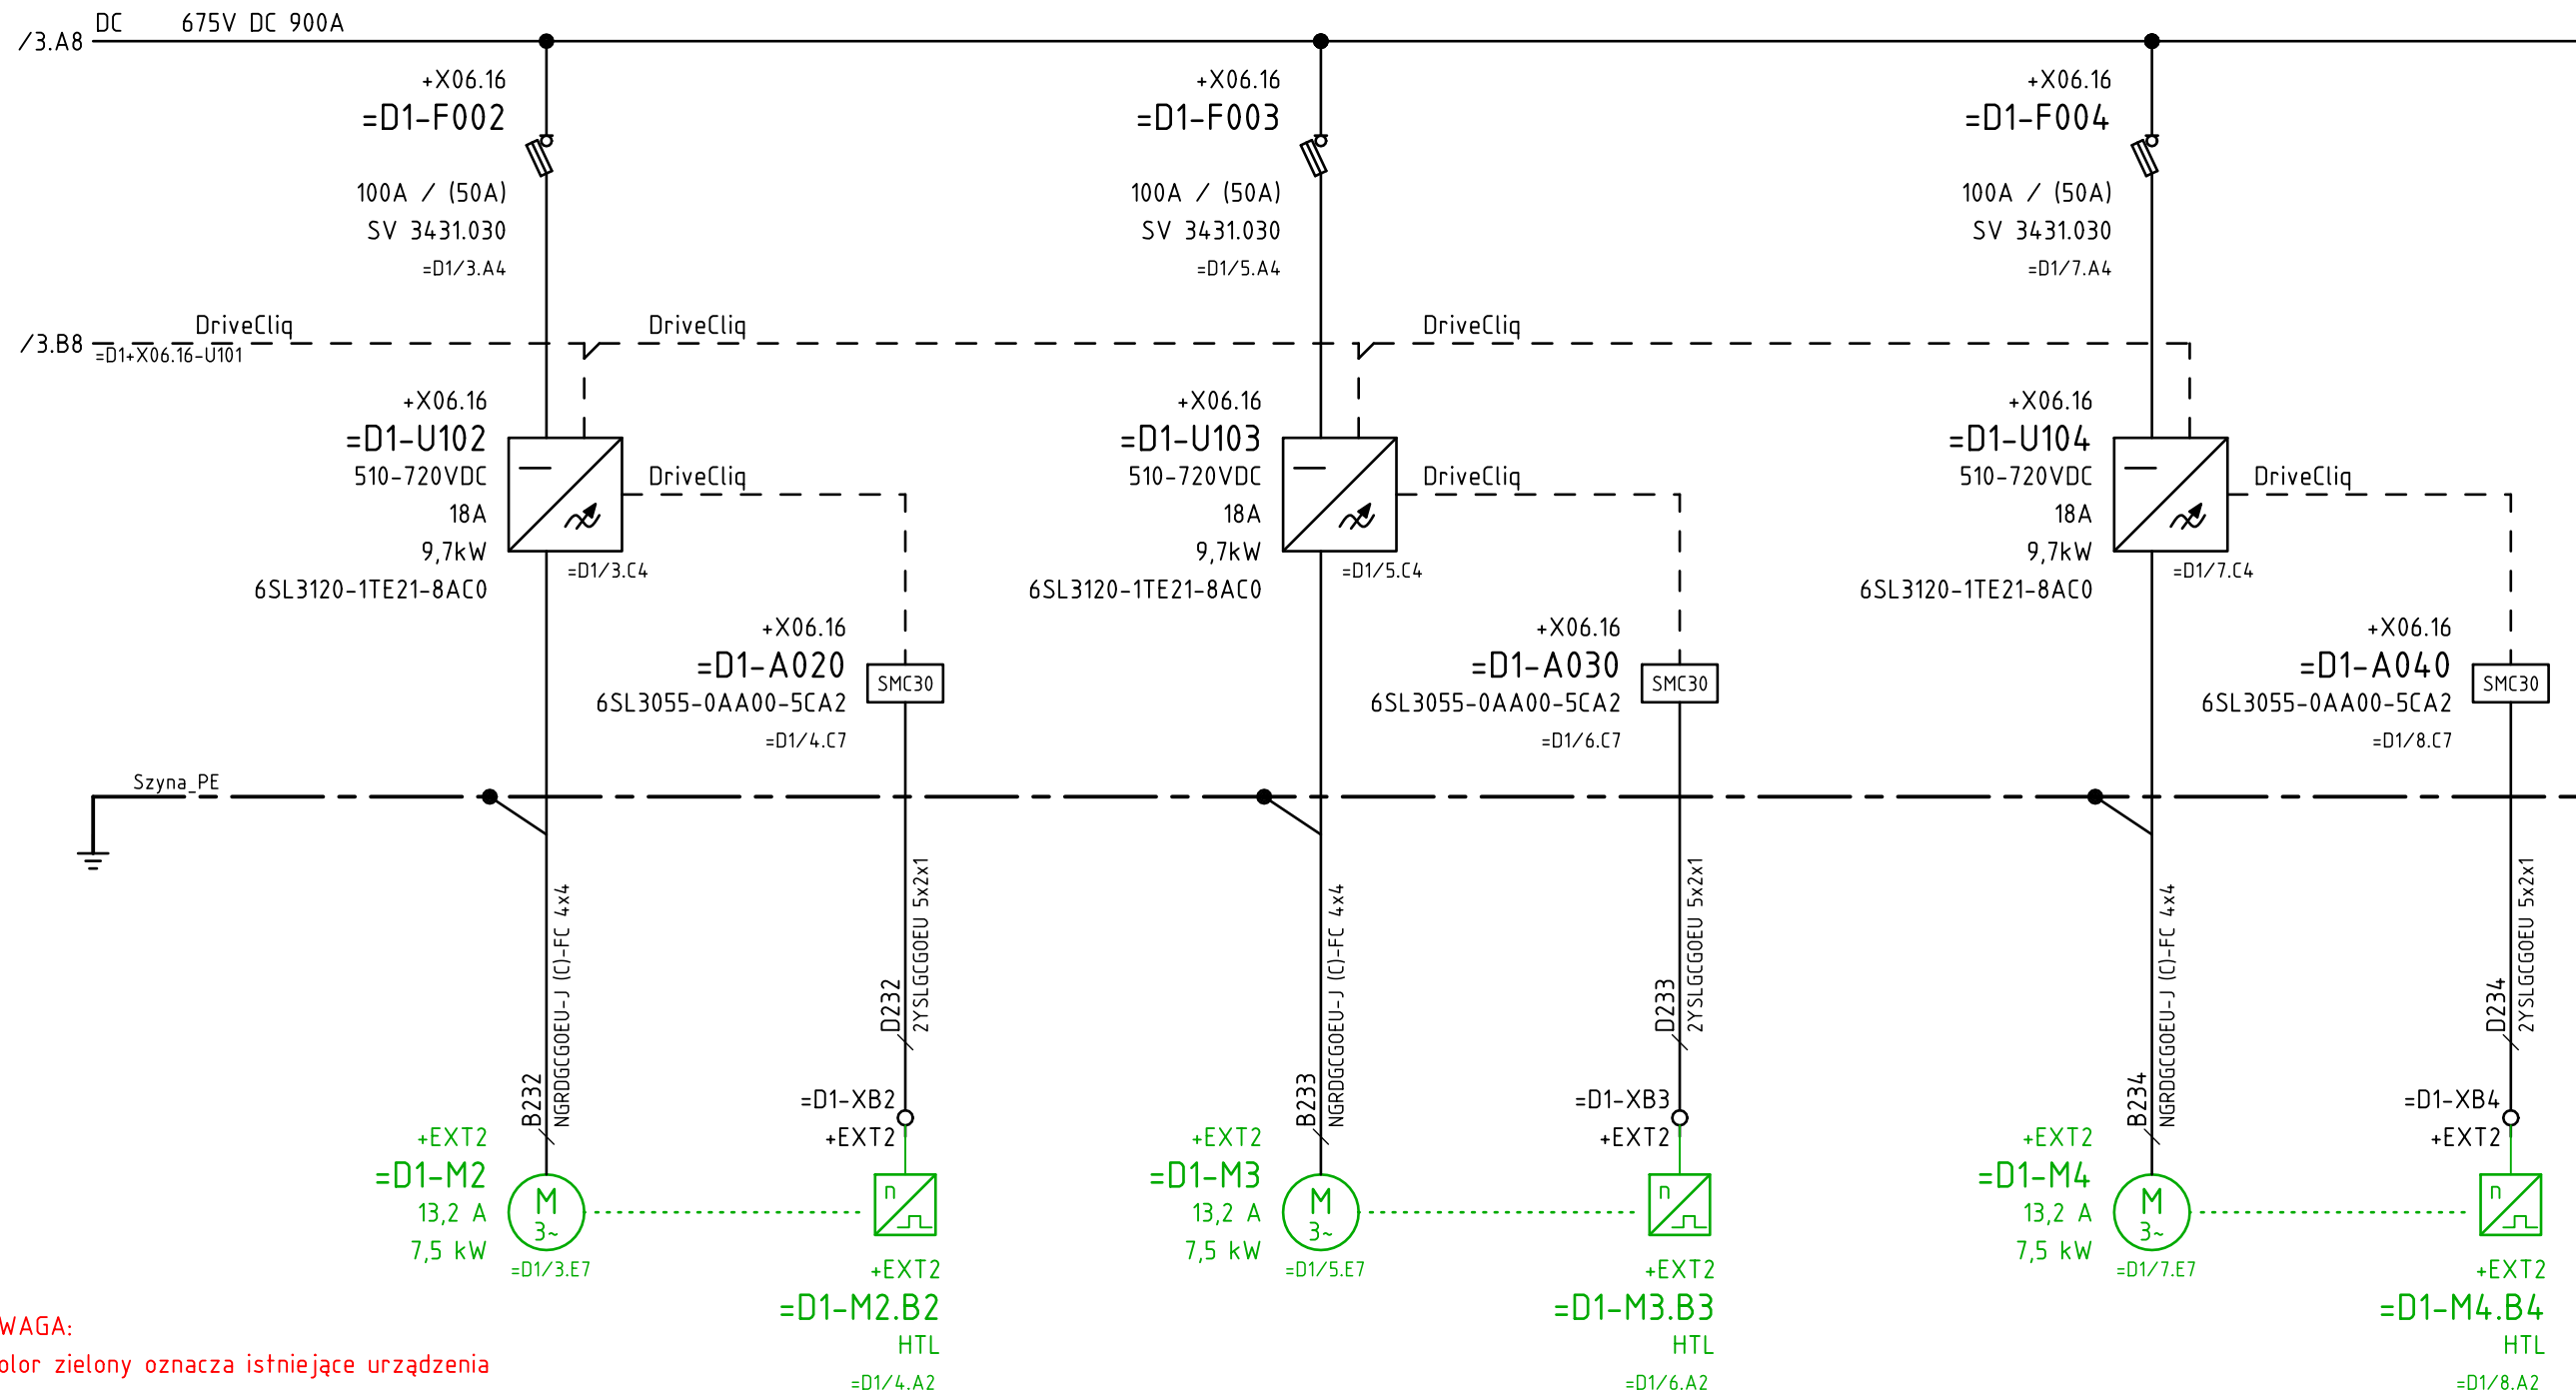 DC 675V DC 900A
/3.A8
+X06.16
=D1-F002
100A / (50A)
SV 3431.030
=D1/3.A4
+X06.16
=D1-F003
100A / (50A)
SV 3431.030
=D1/5.A4
+X06.16
=D1-F004
100A / (50A)
SV 3431.030
=D1/7.A4
/3.B8
DriveCliq
=D1+X06.16-U101
DriveCliq
DriveCliq
+X06.16
=D1-U102
510-720VDC
18A
9,7kW
6SL3120-1TE21-8AC0
=D1/3.C4
DriveCliq
+X06.16
=D1-U103
510-720VDC
18A
9,7kW
6SL3120-1TE21-8AC0
=D1/5.C4
DriveCliq
+X06.16
=D1-U104
510-720VDC
18A
9,7kW
6SL3120-1TE21-8AC0
=D1/7.C4
DriveCliq
+X06.16
=D1-A020
6SL3055-0AA00-5CA2
=D1/4.C7
SMC30
+X06.16
=D1-A030
6SL3055-0AA00-5CA2
=D1/6.C7
SMC30
+X06.16
=D1-A040
6SL3055-0AA00-5CA2
=D1/8.C7
SMC30
Szyna_PE
B232
NGRDGCGOEU-J (C)-FC 4x4
D232
2YSLGCGOEU 5x2x1
B233
NGRDGCGOEU-J (C)-FC 4x4
D233
2YSLGCGOEU 5x2x1
B234
NGRDGCGOEU-J (C)-FC 4x4
D234
2YSLGCGOEU 5x2x1
=D1-XB2
+EXT2
=D1-XB3
+EXT2
=D1-XB4
+EXT2
+EXT2
=D1-M2
13,2 A
7,5 kW
M
3~
=D1/3.E7
n
+EXT2
=D1-M2.B2
HTL
=D1/4.A2
+EXT2
=D1-M3
13,2 A
7,5 kW
M
3~
=D1/5.E7
n
+EXT2
=D1-M3.B3
HTL
=D1/6.A2
+EXT2
=D1-M4
13,2 A
7,5 kW
M
3~
=D1/7.E7
n
+EXT2
=D1-M4.B4
HTL
=D1/8.A2
WAGA:
olor zielony oznacza istniejące urządzenia